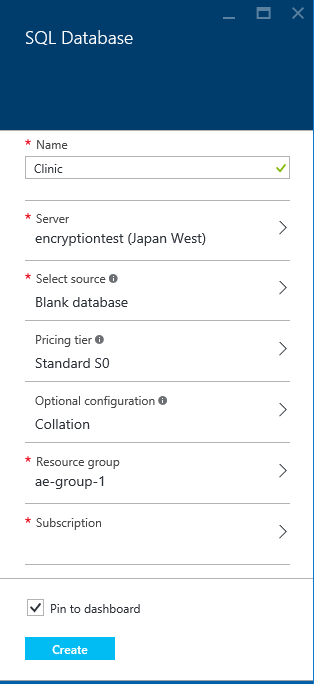 SQL Database
* Name
Clinic
* Server
encryptiontest (Japan West)
* Select source
Blank database
Pricing tier
Standard S0
Optional configuration
Collation
* Resource group
ae-group-1
* Subscription
Pin to dashboard
Create